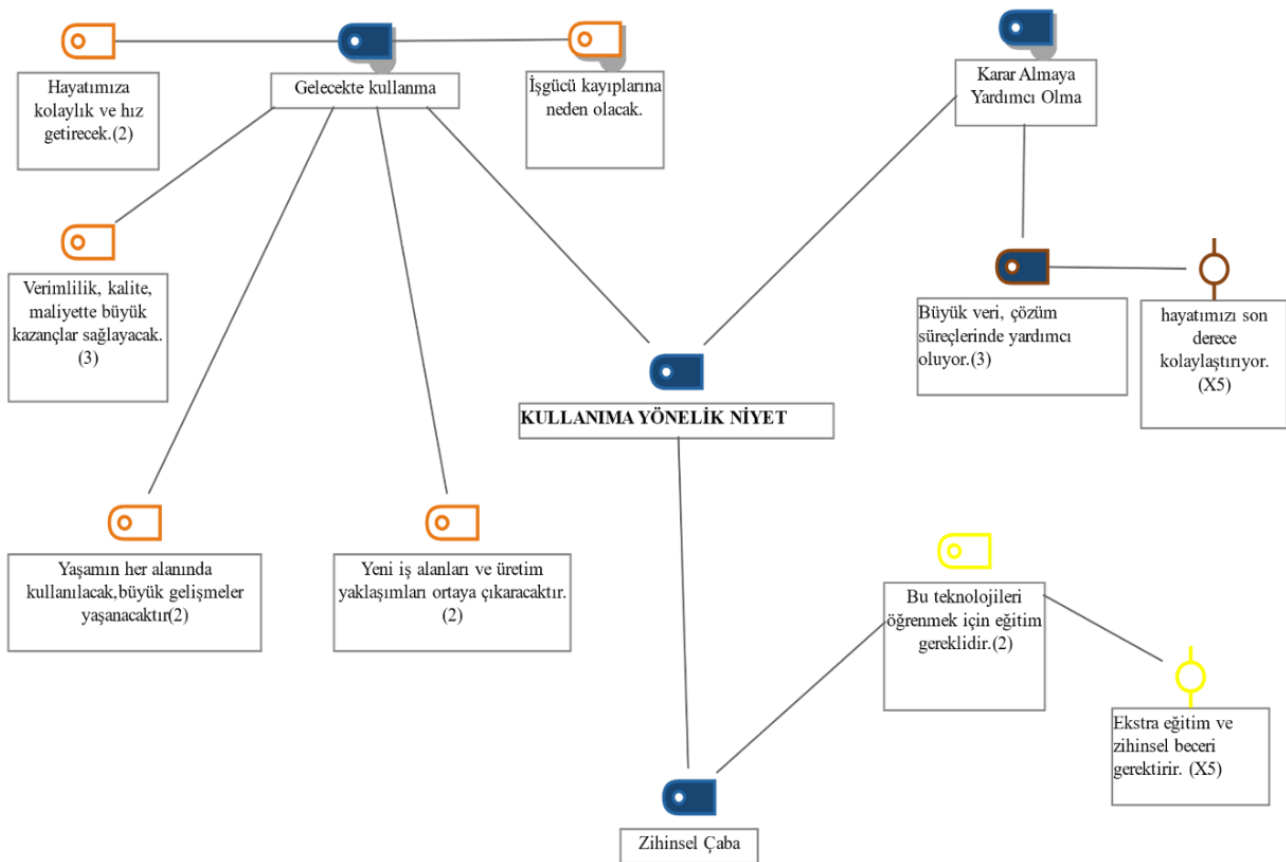 Hayatımıza
kolaylık ve hız
getirecek.(2)
Gelecekte kullanma
İşgücü kayıplarına
neden olacak.
Karar Almaya
Yardımcı Olma
Verimlilik, kalite,
maliyette büyük
kazançlar sağlayacak.
(3)
Büyük veri, çözüm
süreçlerinde yardımcı
oluyor.(3)
hayatımızı son
derece
kolaylaştırıyor.
(X5)
KULLANIMA YÖNELİK NİYET
Yaşamın her alanında
kullanılacak,büyük gelişmeler
yaşanacaktır(2)
Yeni iş alanları ve üretim
yaklaşımları ortaya çıkaracaktır.
(2)
Bu teknolojileri
öğrenmek için eğitim
gereklidir.(2)
Ekstra eğitim ve
zihinsel beceri
gerektirir. (X5)
Zihinsel Çaba